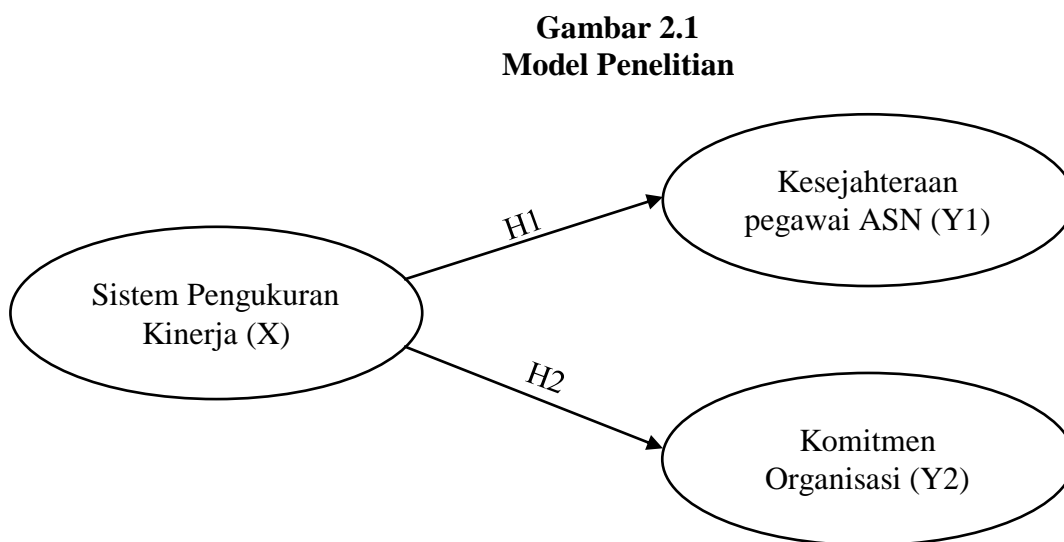 Gambar 2.1
Model Penelitian
Kesejahteraan
pegawai ASN (Y1)
H1
Sistem Pengukuran
Kinerja (X)
H2
Komitmen
Organisasi (Y2)